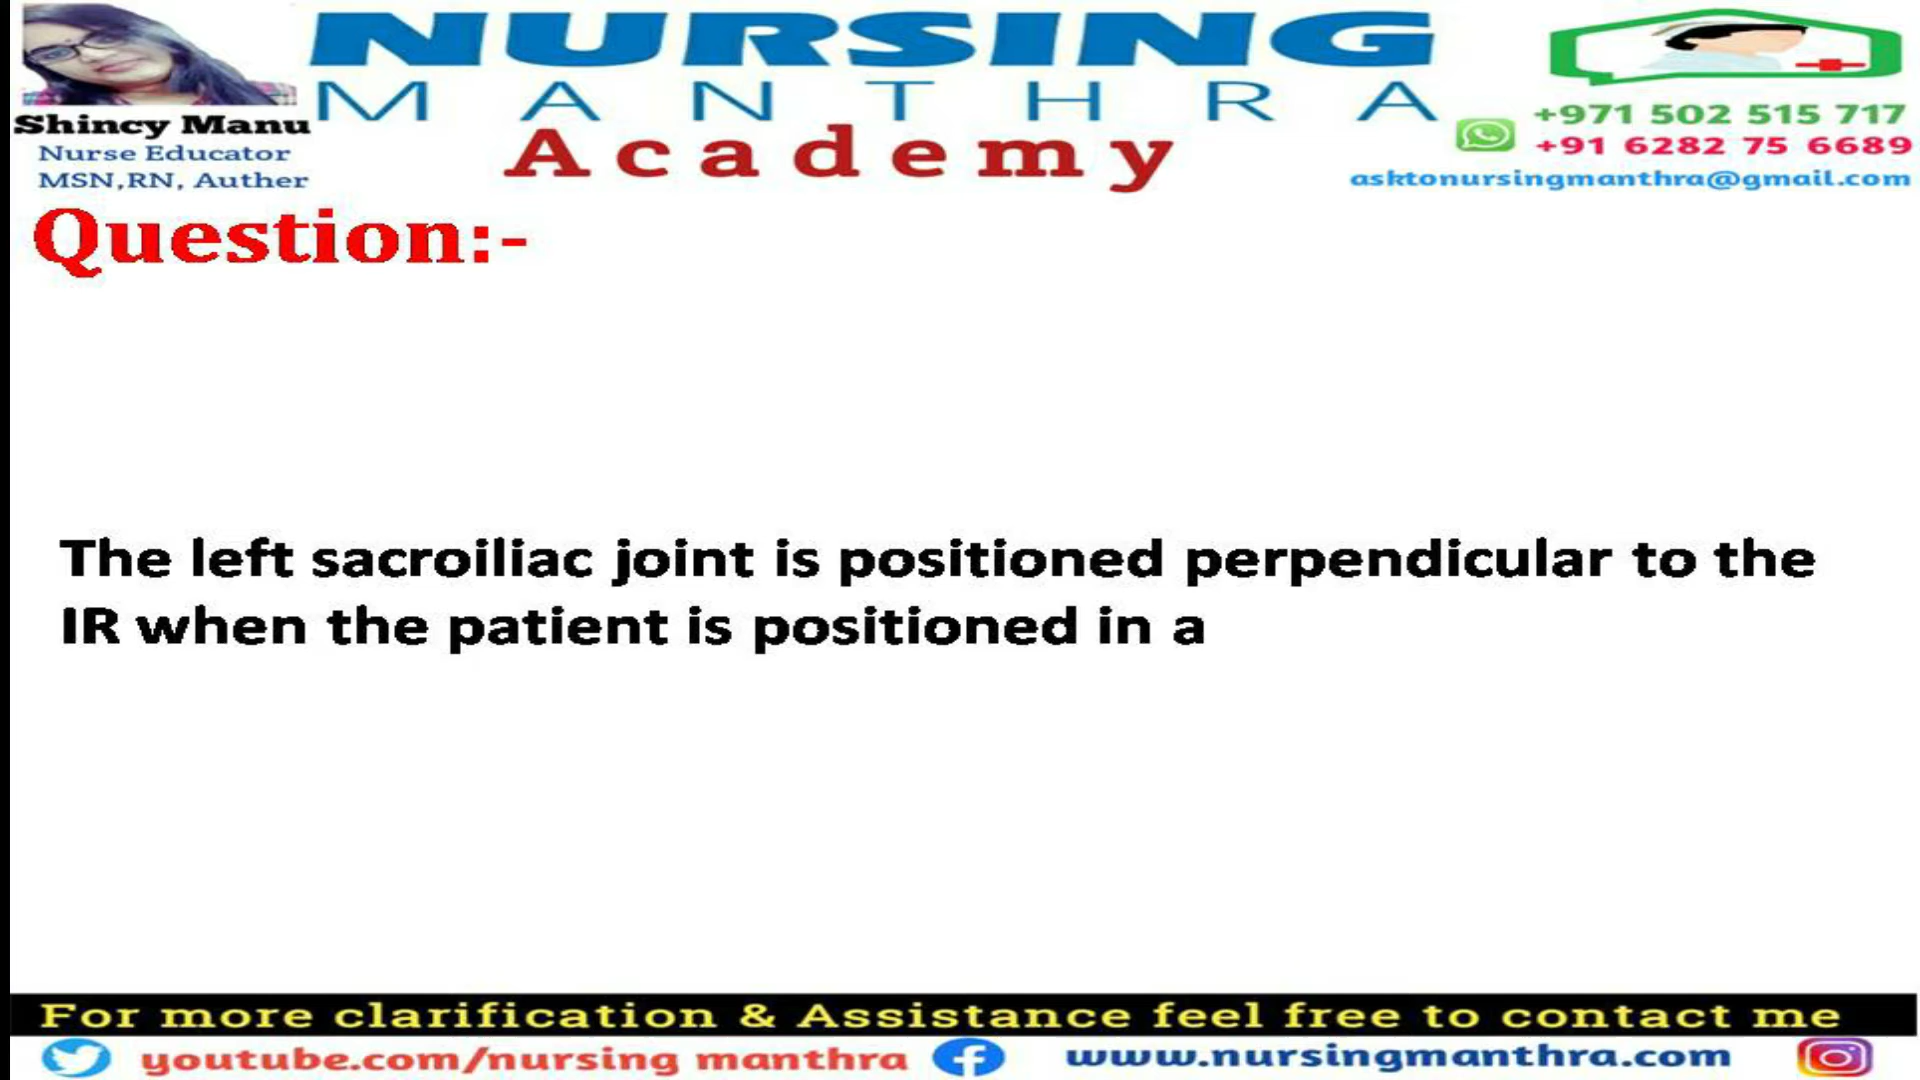 NURSING
MANTHRA
Academy
Shincy Manu
Nurse Educator
MSN,RN, Auther
+971 502 515 717
+91 6282 75 6689
asktonursingmanthra@gmail.com
Question:-
The left sacroiliac joint is positioned perpendicular to the
IR when the patient is positioned in a
For more clarification & Assistance feel free to contact me
youtube.com/nursing manthra
www.nursingmanthra.com